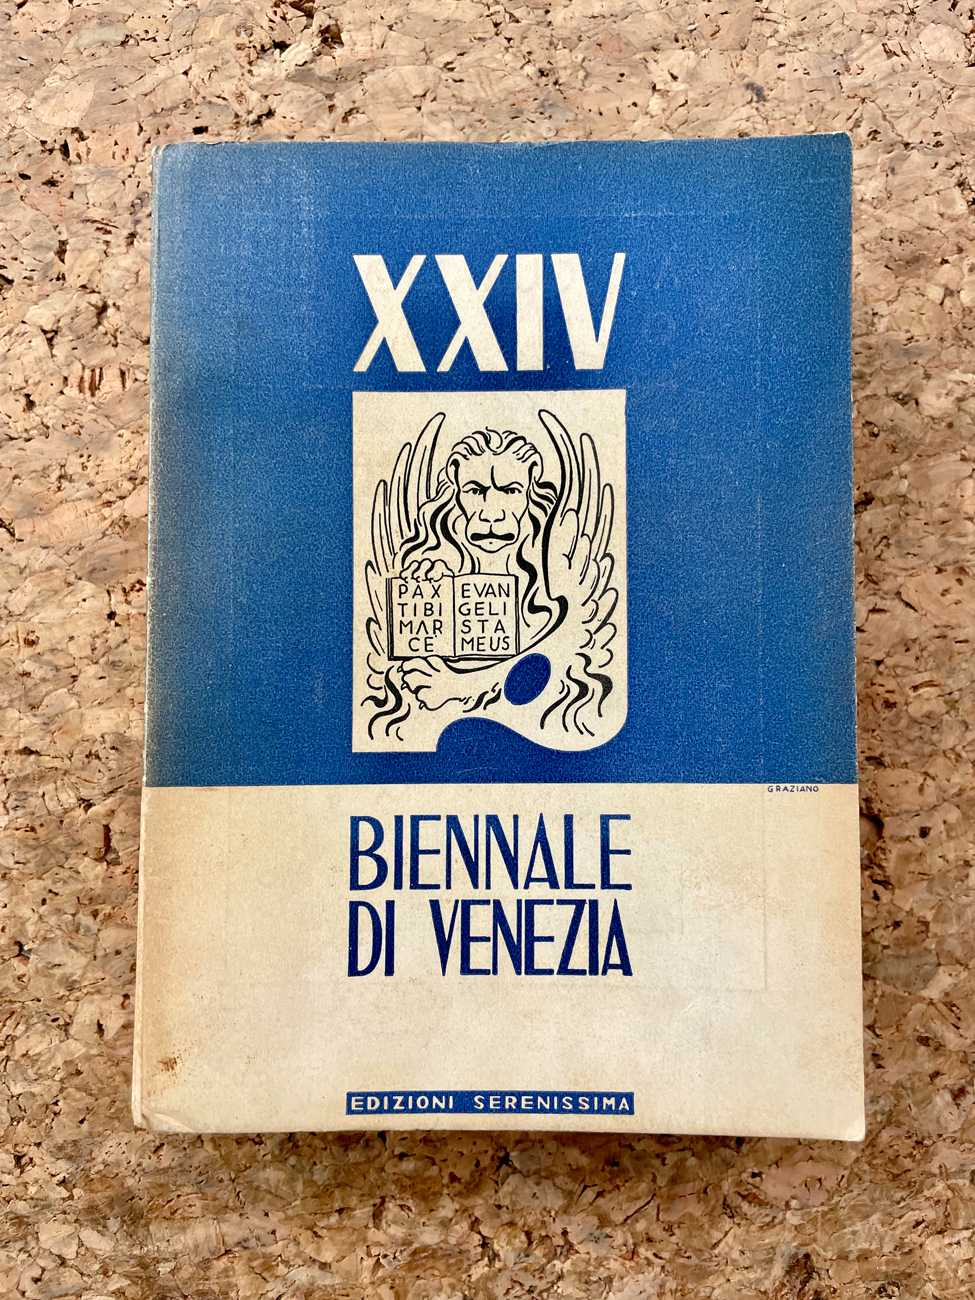 XXIV
PAX
TIBI
MAR
CE
EVAN
GELI
STA
MEUS
GRAZIANO
BIENNALE
DI VENEZIA
EDIZIONI SERENISSIMA